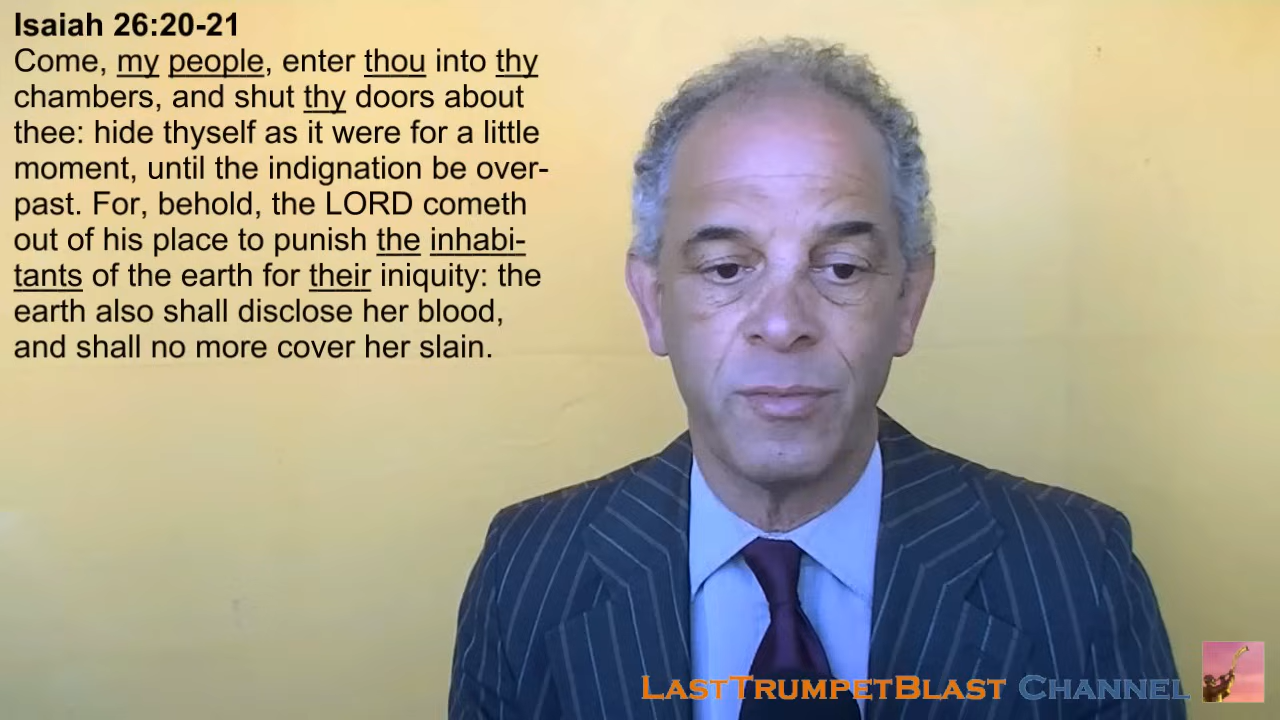 Isaiah 26:20-21
Come, my people, enter thou into thy
chambers, and shut thy doors about
thee: hide thyself as it were for a little
moment, until the indignation be over-
past. For, behold, the LORD cometh
out of his place to punish the inhabi-
tants of the earth for their iniquity: the
earth also shall disclose her blood,
and shall no more cover her slain.
LastTrumpetBlast Channel